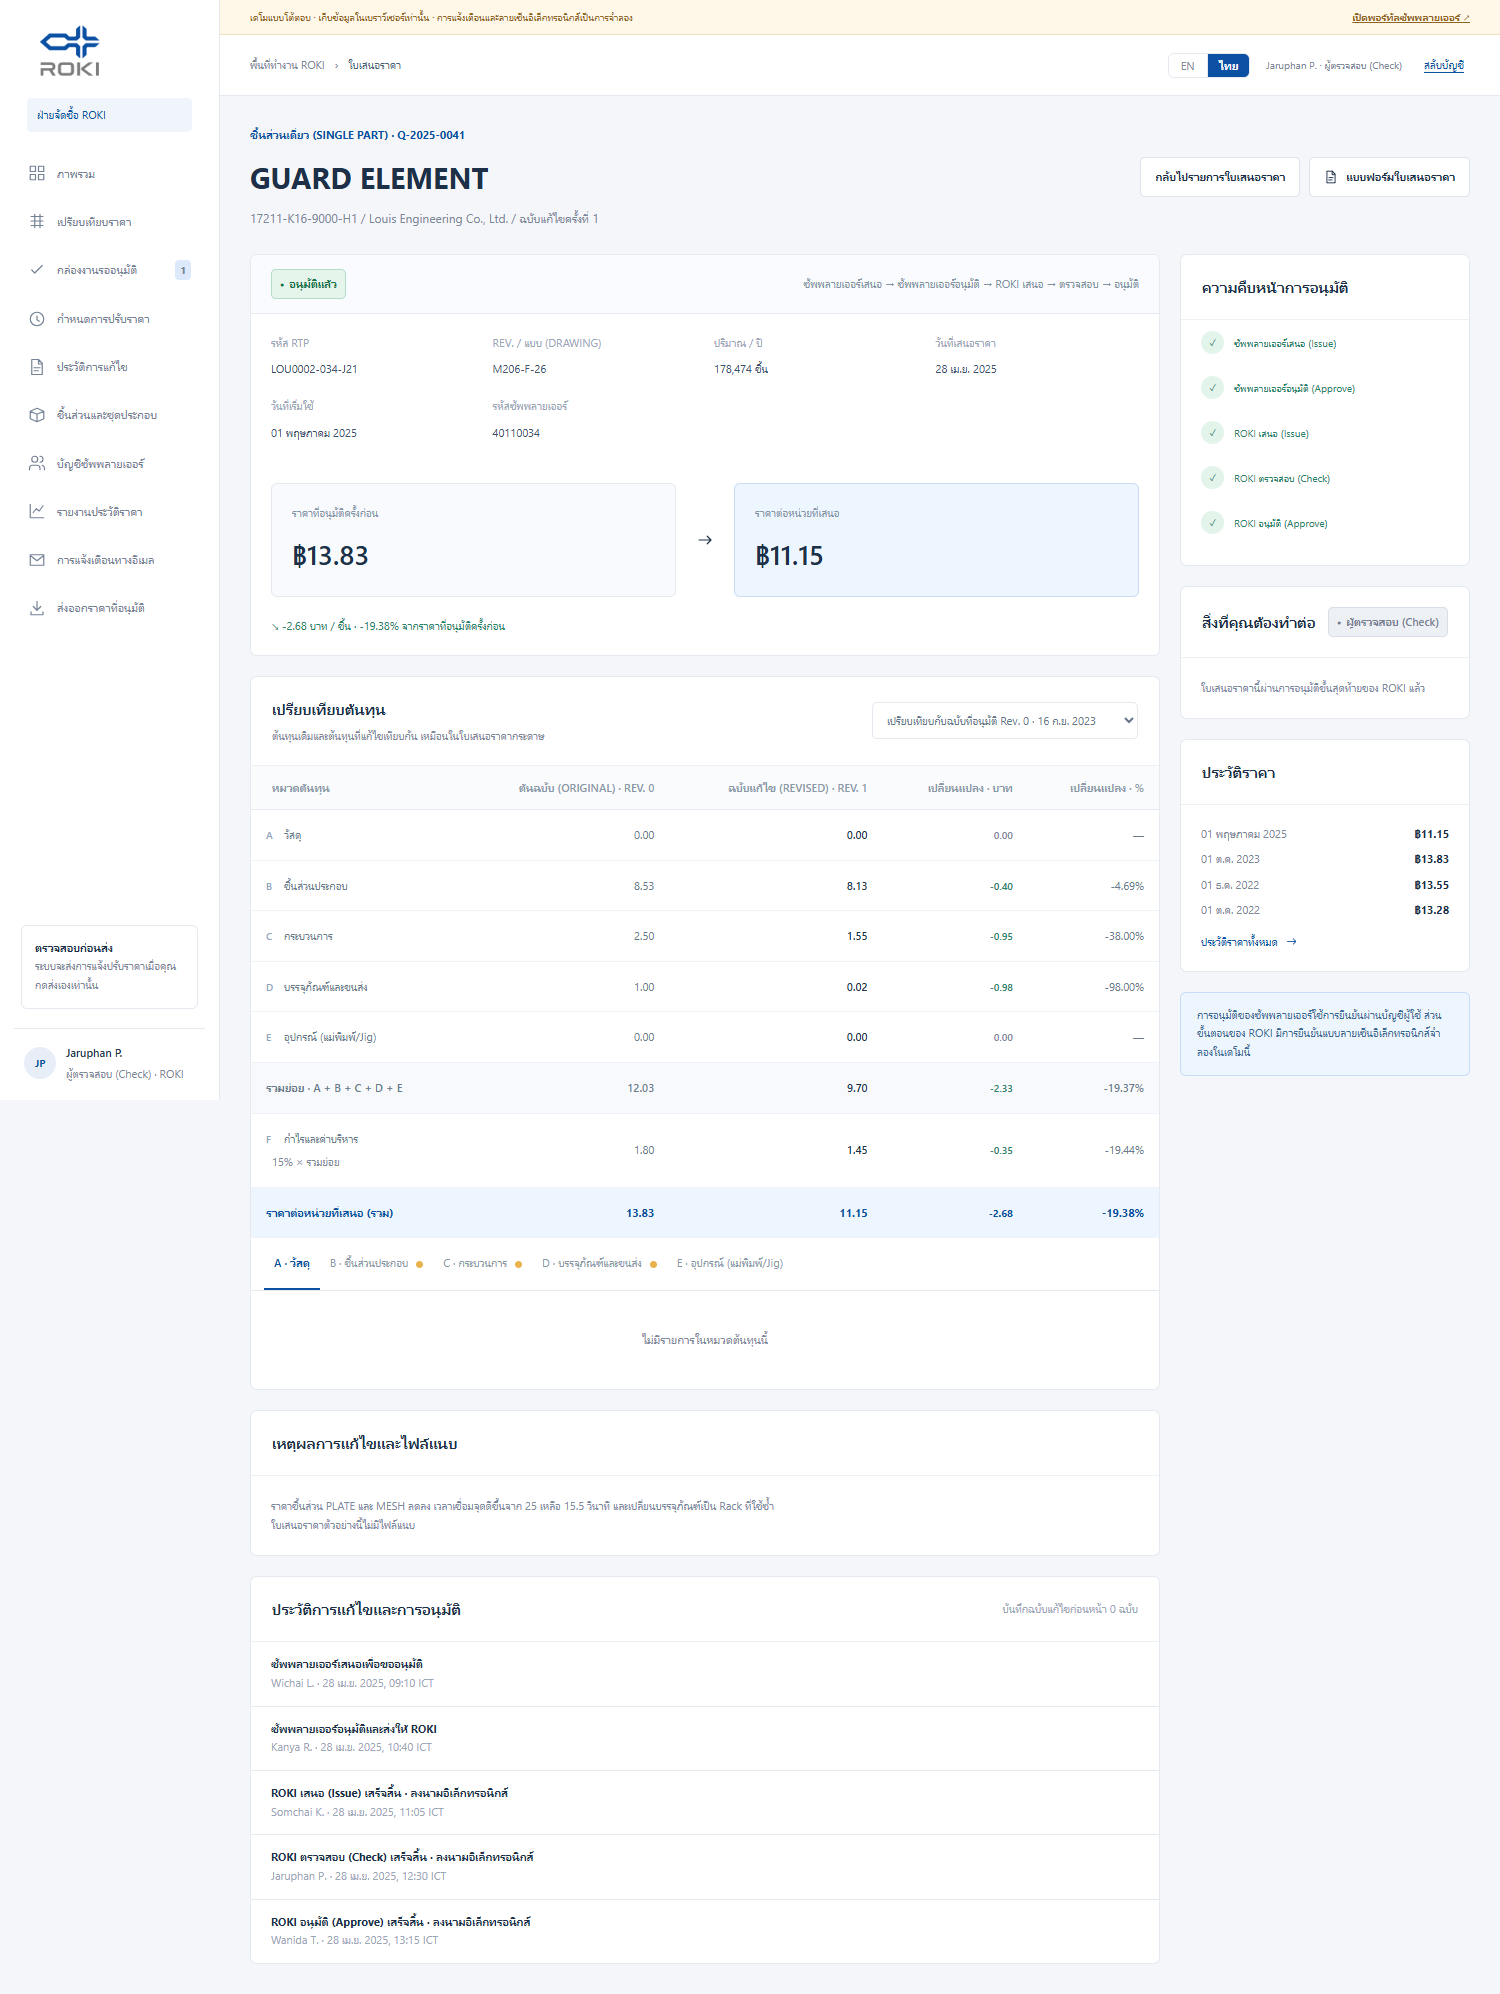 เดโมแบบโต้ตอบ · เก็บข้อมูลในเบราว์เซอร์เท่านั้น · การแจ้งเตือนและลายเซ็นอิเล็กทรอนิกส์เป็นการจำลอง
เปิดพอร์ทัลซัพพลายเออร์ ↗
ROKI
ฝ่ายจัดซื้อ ROKI
ภาพรวม
เปรียบเทียบราคา
กล่องงานรออนุมัติ 1
กำหนดการปรับราคา
ประวัติการแก้ไข
ชิ้นส่วนและชุดประกอบ
บัญชีซัพพลายเออร์
รายงานประวัติราคา
การแจ้งเตือนทางอีเมล
ส่งออกราคาที่อนุมัติ
ตรวจสอบก่อนส่ง
ระบบจะส่งการแจ้งปรับราคาเมื่อคุณ
กดส่งเองเท่านั้น
JP
Jaruphan P.
ผู้ตรวจสอบ (Check) · ROKI
พื้นที่ทำงาน ROKI › ใบเสนอราคา
EN ไทย
Jaruphan P. · ผู้ตรวจสอบ (Check)
สลับบัญชี
ชิ้นส่วนเดี่ยว (SINGLE PART) · Q-2025-0041
GUARD ELEMENT
17211-K16-9000-H1 / Louis Engineering Co., Ltd. / ฉบับแก้ไขครั้งที่ 1
กลับไปรายการใบเสนอราคา
แบบฟอร์มใบเสนอราคา
• อนุมัติแล้ว
ซัพพลายเออร์เสนอ → ซัพพลายเออร์อนุมัติ → ROKI เสนอ → ตรวจสอบ → อนุมัติ
รหัส RTP
LOU0002-034-J21
REV. / แบบ (DRAWING)
M206-F-26
ปริมาณ / ปี
178,474 ชิ้น
วันที่เสนอราคา
28 เม.ย. 2025
วันที่เริ่มใช้
01 พฤษภาคม 2025
รหัสซัพพลายเออร์
40110034
ราคาที่อนุมัติครั้งก่อน
฿13.83
→
ราคาต่อหน่วยที่เสนอ
฿11.15
↘ -2.68 บาท / ชิ้น · -19.38% จากราคาที่อนุมัติครั้งก่อน
เปรียบเทียบต้นทุน
ต้นทุนเดิมและต้นทุนที่แก้ไขเทียบกัน เหมือนในใบเสนอราคากระดาษ
เปรียบเทียบกับฉบับที่อนุมัติ Rev. 0 · 16 ก.ย. 2023
หมวดต้นทุน ต้นฉบับ (ORIGINAL) · REV. 0 ฉบับแก้ไข (REVISED) · REV. 1 เปลี่ยนแปลง · บาท เปลี่ยนแปลง · %
A วัสดุ 0.00 0.00 0.00 —
B ชิ้นส่วนประกอบ 8.53 8.13 -0.40 -4.69%
C กระบวนการ 2.50 1.55 -0.95 -38.00%
D บรรจุภัณฑ์และขนส่ง 1.00 0.02 -0.98 -98.00%
E อุปกรณ์ (แม่พิมพ์/Jig) 0.00 0.00 0.00 —
รวมย่อย · A + B + C + D + E 12.03 9.70 -2.33 -19.37%
F กำไรและค่าบริหาร 1.80 1.45 -0.35 -19.44%
15% × รวมย่อย
ราคาต่อหน่วยที่เสนอ (รวม) 13.83 11.15 -2.68 -19.38%
A · วัสดุ B · ชิ้นส่วนประกอบ C · กระบวนการ D · บรรจุภัณฑ์และขนส่ง E · อุปกรณ์ (แม่พิมพ์/Jig)
ไม่มีรายการในหมวดต้นทุนนี้
เหตุผลการแก้ไขและไฟล์แนบ
ราคาชิ้นส่วน PLATE และ MESH ลดลง เวลาเชื่อมจุดดีขึ้นจาก 25 เหลือ 15.5 วินาที และเปลี่ยนบรรจุภัณฑ์เป็น Rack ที่ใช้ซ้ำ
ใบเสนอราคาตัวอย่างนี้ไม่มีไฟล์แนบ
ประวัติการแก้ไขและการอนุมัติ
บันทึกฉบับแก้ไขก่อนหน้า 0 ฉบับ
ซัพพลายเออร์เสนอเพื่อขออนุมัติ
Wichai L. · 28 เม.ย. 2025, 09:10 ICT
ซัพพลายเออร์อนุมัติและส่งให้ ROKI
Kanya R. · 28 เม.ย. 2025, 10:40 ICT
ROKI เสนอ (Issue) เสร็จสิ้น · ลงนามอิเล็กทรอนิกส์
Somchai K. · 28 เม.ย. 2025, 11:05 ICT
ROKI ตรวจสอบ (Check) เสร็จสิ้น · ลงนามอิเล็กทรอนิกส์
Jaruphan P. · 28 เม.ย. 2025, 12:30 ICT
ROKI อนุมัติ (Approve) เสร็จสิ้น · ลงนามอิเล็กทรอนิกส์
Wanida T. · 28 เม.ย. 2025, 13:15 ICT
ความคืบหน้าการอนุมัติ
✓ ซัพพลายเออร์เสนอ (Issue)
✓ ซัพพลายเออร์อนุมัติ (Approve)
✓ ROKI เสนอ (Issue)
✓ ROKI ตรวจสอบ (Check)
✓ ROKI อนุมัติ (Approve)
สิ่งที่คุณต้องทำต่อ
• ผู้ตรวจสอบ (Check)
ใบเสนอราคานี้ผ่านการอนุมัติขั้นสุดท้ายของ ROKI แล้ว
ประวัติราคา
01 พฤษภาคม 2025 ฿11.15
01 ต.ค. 2023 ฿13.83
01 ธ.ค. 2022 ฿13.55
01 ต.ค. 2022 ฿13.28
ประวัติราคาทั้งหมด →
การอนุมัติของซัพพลายเออร์ใช้การยืนยันผ่านบัญชีผู้ใช้ ส่วน
ขั้นตอนของ ROKI มีการยืนยันแบบลายเซ็นอิเล็กทรอนิกส์จำ
ลองในเดโมนี้